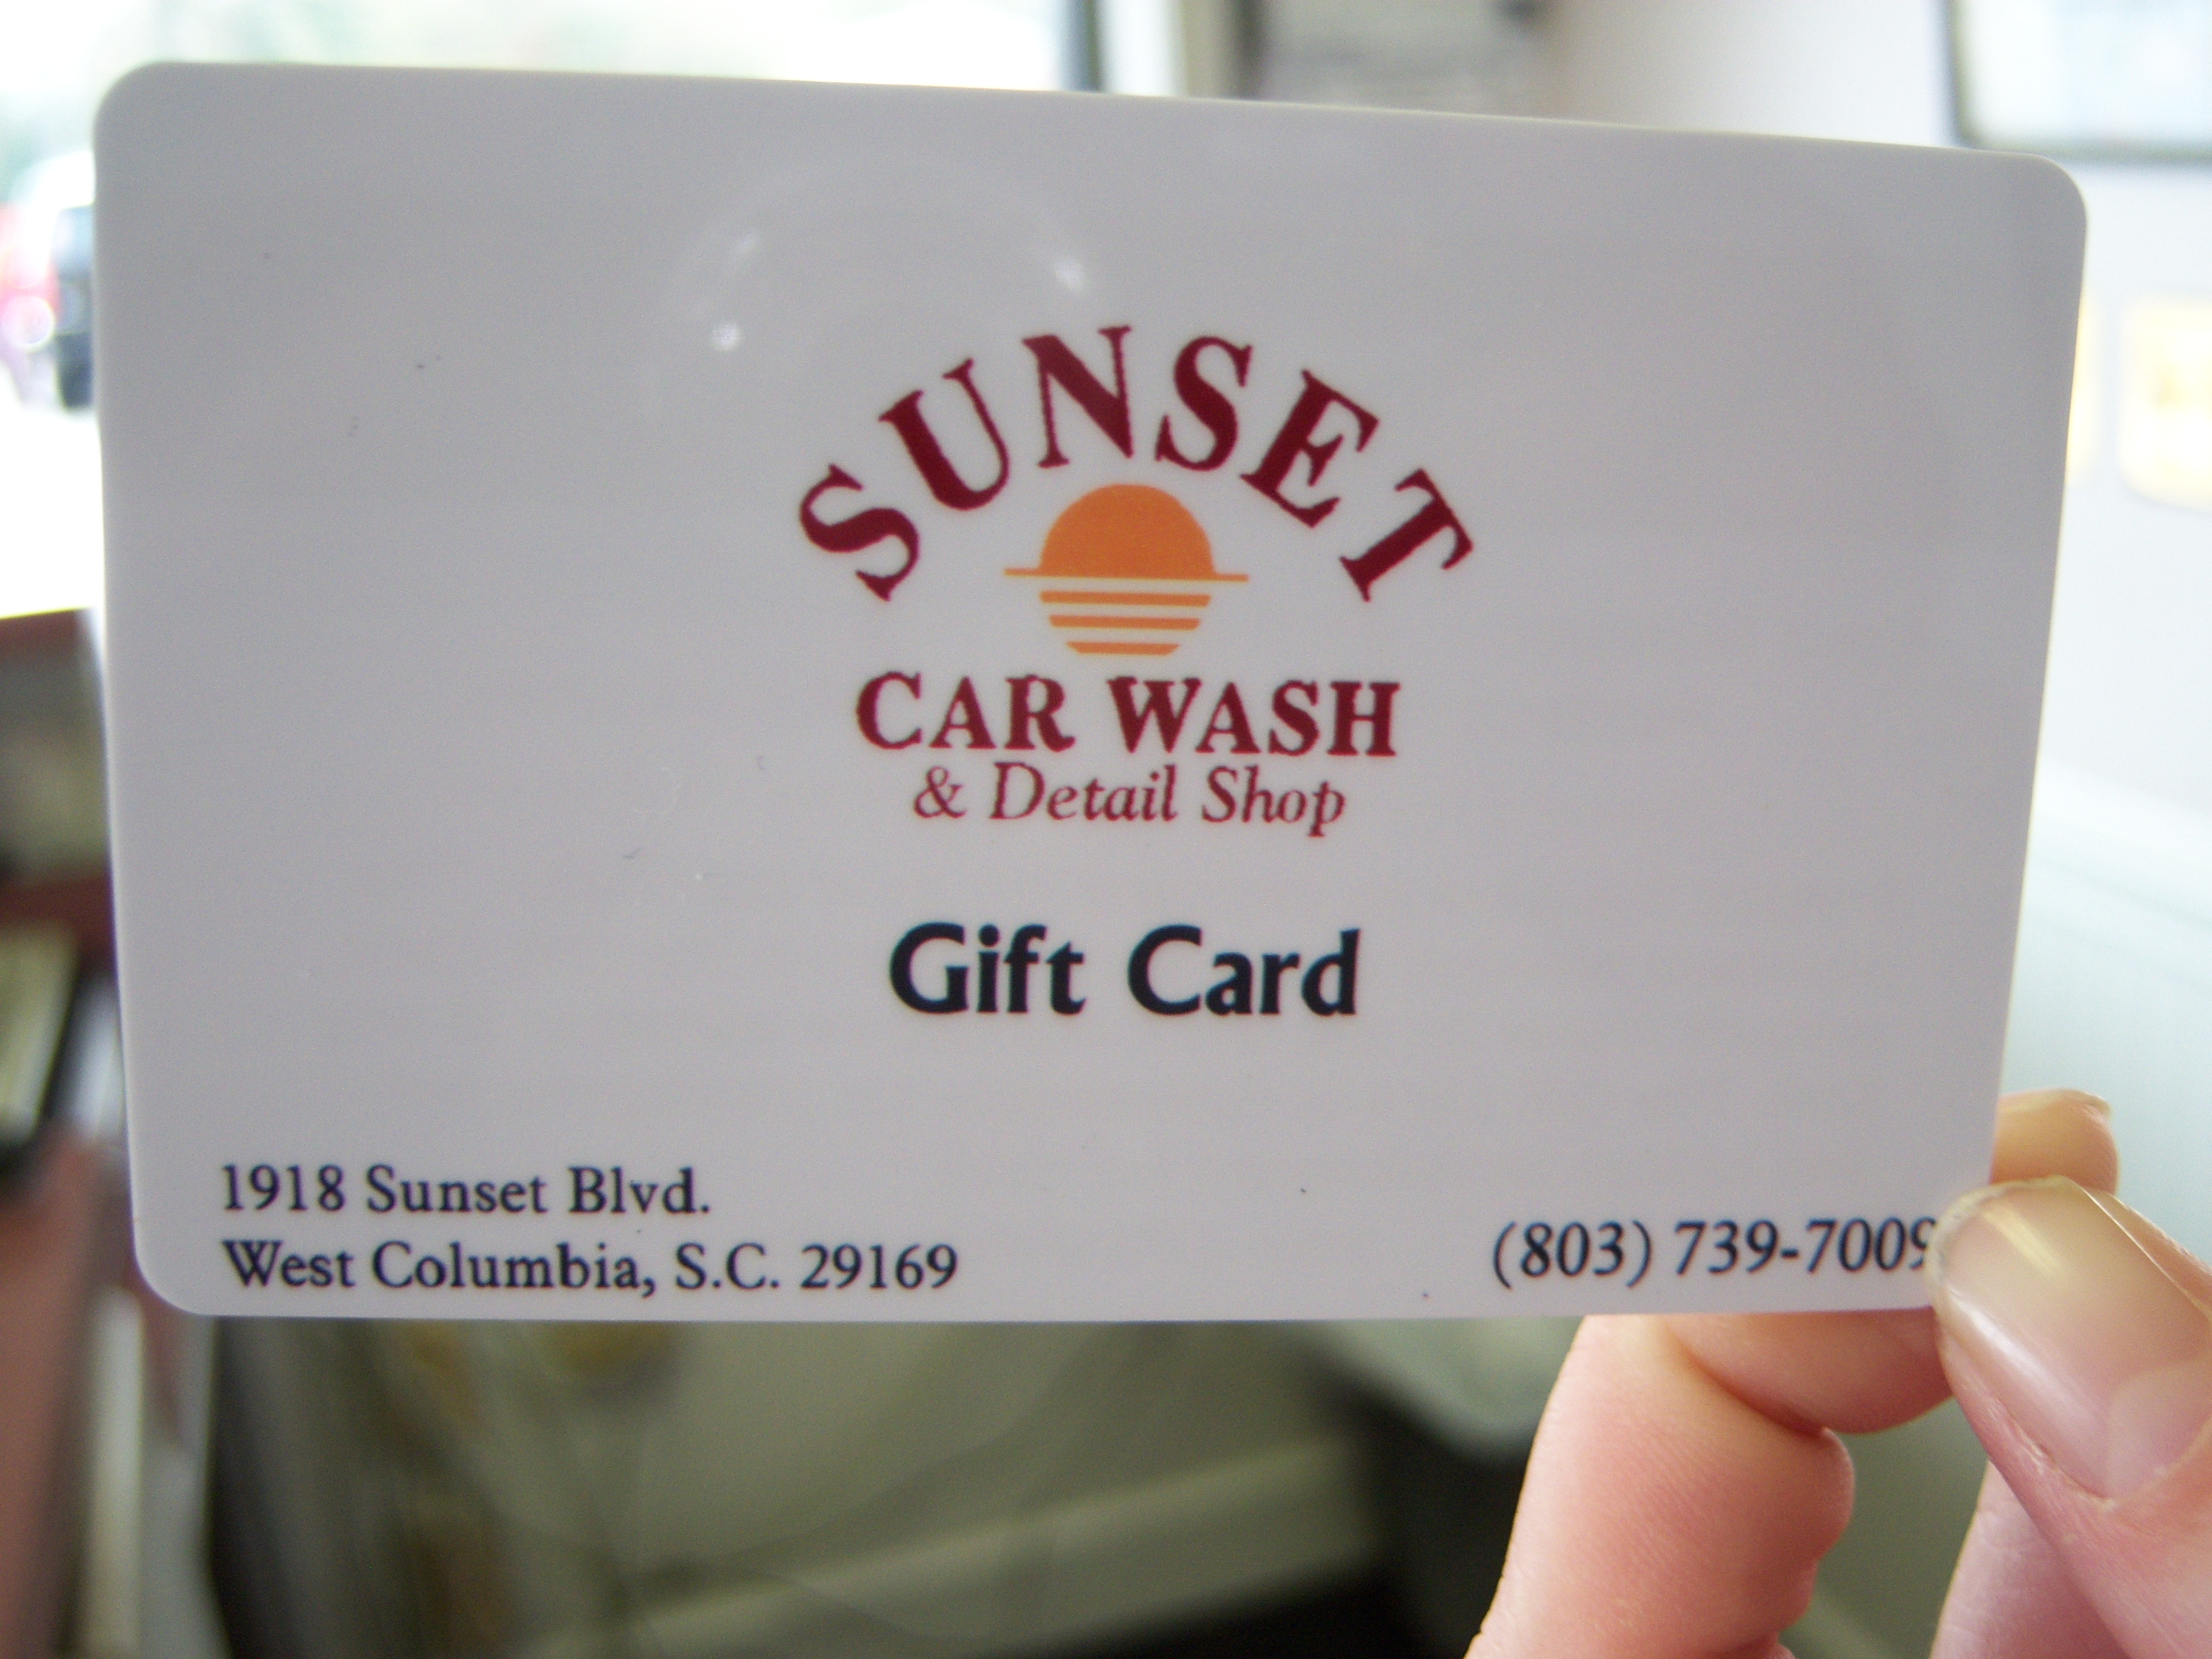 SUNSET
CAR WASH
& Detail Shop
Gift Card
1918 Sunset Blvd.
West Columbia, S.C. 29169
(803) 739-7009